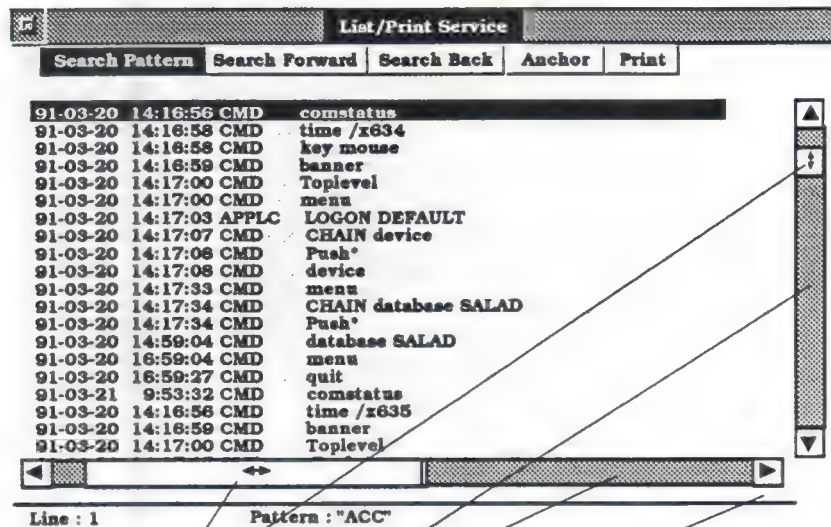 List/Print Service
Search Pattern Search Forward Search Back Anchor Print
91-03-20 14:16:56 CMD comstatus
91-03-20 14:16:58 CMD time /x634
91-03-20 14:16:58 CMD key mouse
91-03-20 14:16:59 CMD banner
91-03-20 14:17:00 CMD Toplevel
91-03-20 14:17:00 CMD menu
91-03-20 14:17:03 APPLC LOGON DEFAULT
91-03-20 14:17:07 CMD CHAIN device
91-03-20 14:17:08 CMD Push*
91-03-20 14:17:08 CMD device
91-03-20 14:17:33 CMD menu
91-03-20 14:17:34 CMD CHAIN database SALAD
91-03-20 14:17:34 CMD Push*
91-03-20 14:59:04 CMD database SALAD
91-03-20 16:59:04 CMD menu
91-03-20 16:59:27 CMD quit
91-03-21 9:53:32 CMD comstatus
91-03-20 14:16:56 CMD time /x635
91-03-20 14:16:59 CMD banner
91-03-20 14:17:00 CMD Toplevel
Line : 1 Pattern : "ACC"